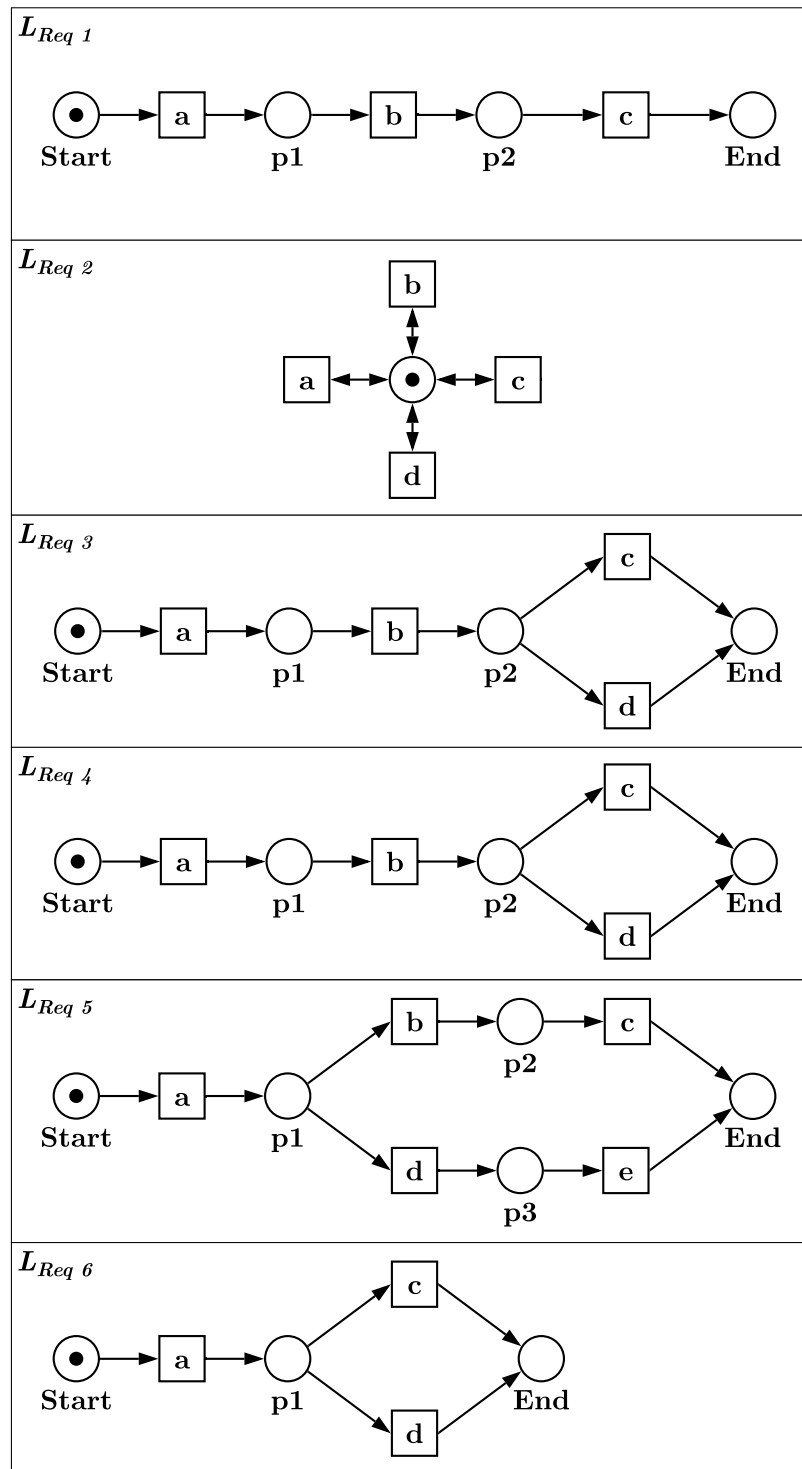 L_Req 1
a b c
Start p1 p2 End
L_Req 2
b
a c
d
L_Req 3
c
a b
Start p1 p2 End
d
L_Req 4
c
a b
Start p1 p2 End
d
L_Req 5
b c
p2
a
Start p1 End
d e
p3
L_Req 6
c
a
Start p1 End
d